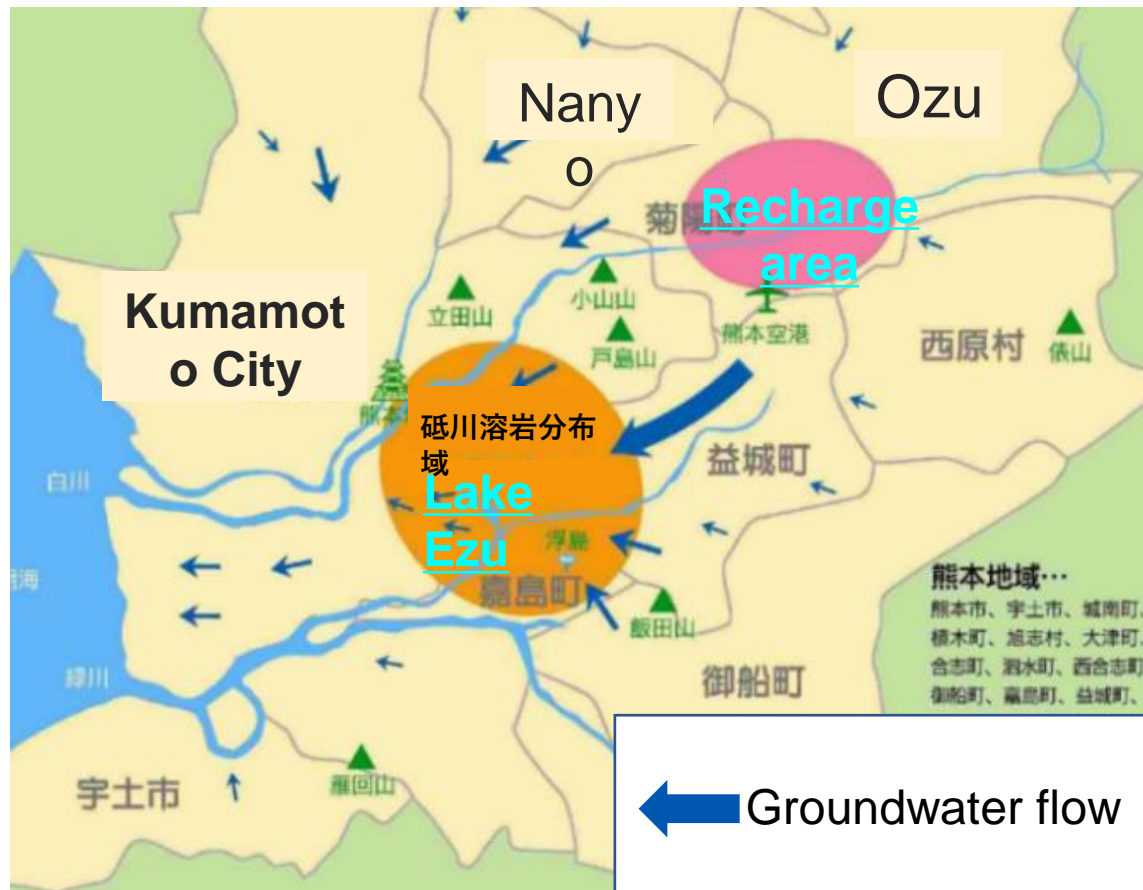 Nany
o
Ozu
菊陽町
Recharge
area
Kumamot
o City
立田山
小山山
戸島山
熊本空港
西原村
俵山
熊本
砥川溶岩分布
域
Lake
Ezu
益城町
白川
浮島
嘉島町
飯田山
海
緑川
御船町
熊本地域…
熊本市、宇土市、城南町、
植木町、旭志村、大津町、
合志町、泗水町、西合志町
御船町、嘉島町、益城町、
宇土市
雁回山
Groundwater flow